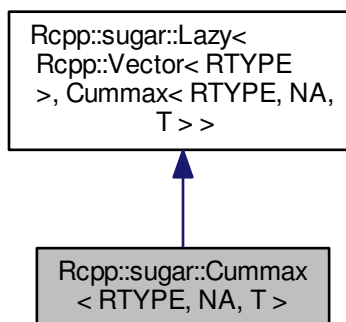 Rcpp::sugar::Lazy<
Rcpp::Vector< RTYPE
>, Cummax< RTYPE, NA,
T > >
Rcpp::sugar::Cummax
< RTYPE, NA, T >